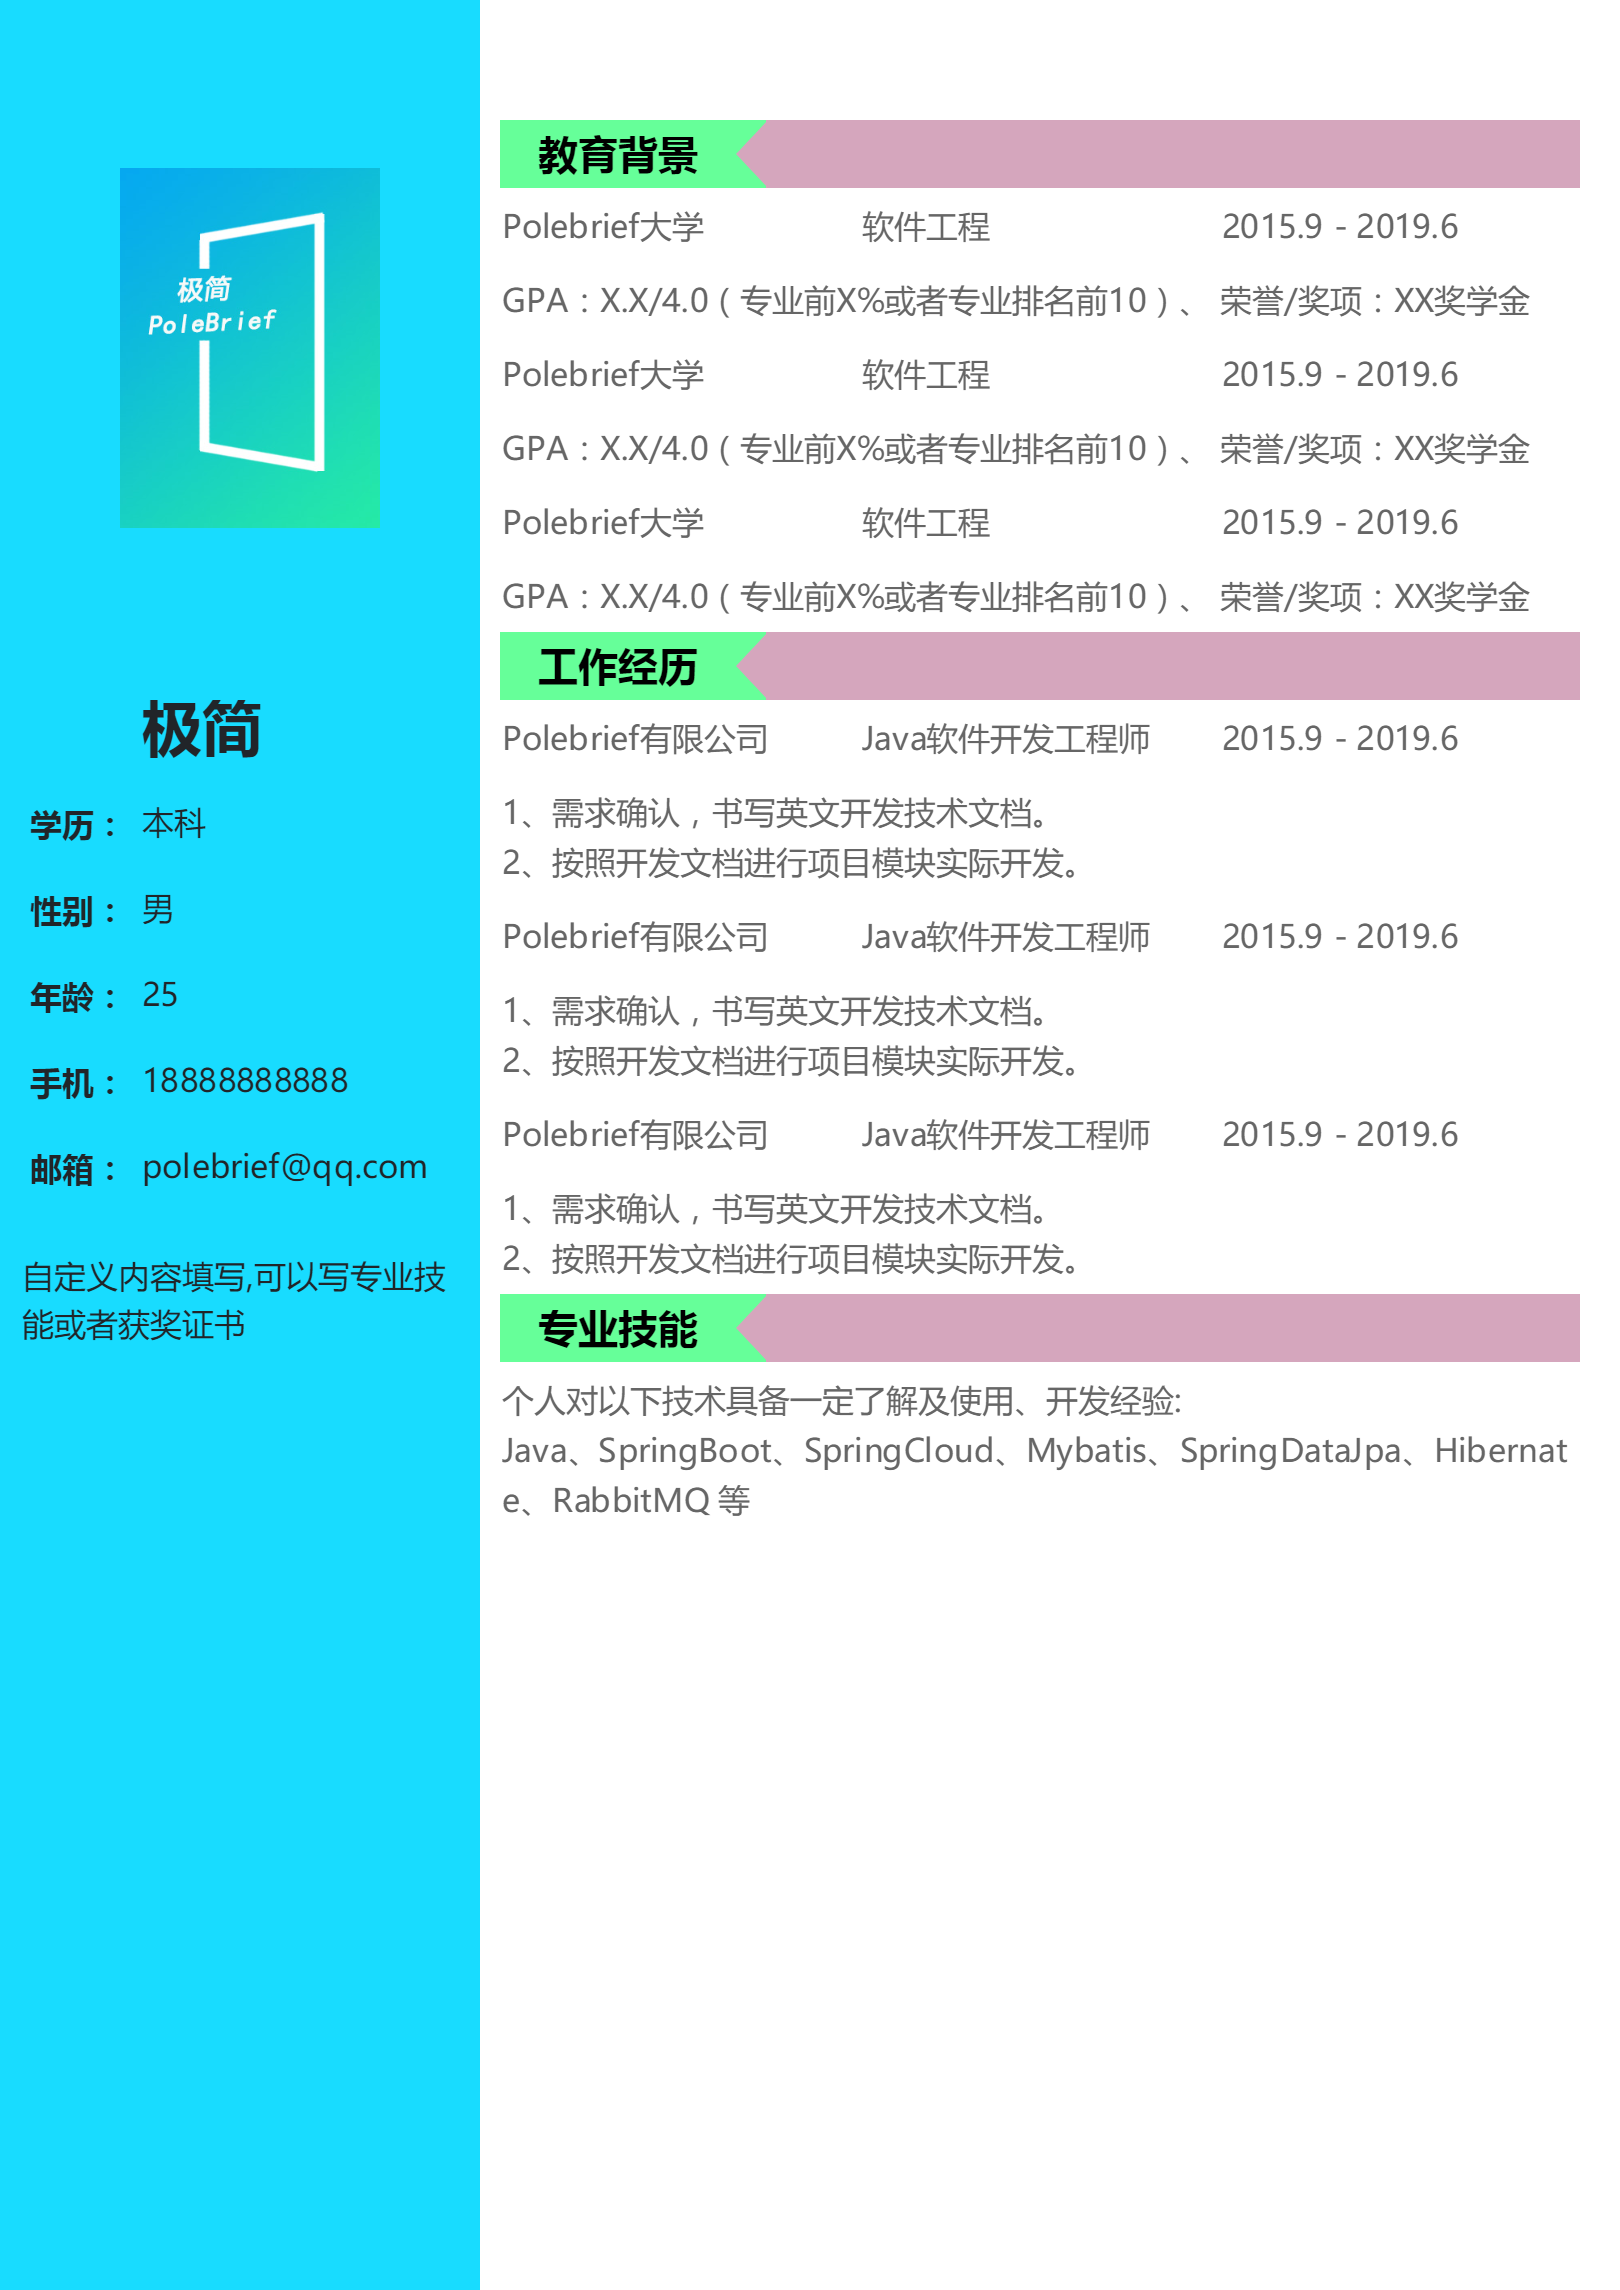 极简
PoleBrief
极简
学历： 本科
性别： 男
年龄： 25
手机： 18888888888
邮箱： polebrief@qq.com
自定义内容填写,可以写专业技
能或者获奖证书
教育背景
Polebrief大学 软件工程 2015.9 - 2019.6
GPA：X.X/4.0（专业前X%或者专业排名前10）、 荣誉/奖项：XX奖学金
Polebrief大学 软件工程 2015.9 - 2019.6
GPA：X.X/4.0（专业前X%或者专业排名前10）、 荣誉/奖项：XX奖学金
Polebrief大学 软件工程 2015.9 - 2019.6
GPA：X.X/4.0（专业前X%或者专业排名前10）、 荣誉/奖项：XX奖学金
工作经历
Polebrief有限公司 Java软件开发工程师 2015.9 - 2019.6
1、需求确认，书写英文开发技术文档。
2、按照开发文档进行项目模块实际开发。
Polebrief有限公司 Java软件开发工程师 2015.9 - 2019.6
1、需求确认，书写英文开发技术文档。
2、按照开发文档进行项目模块实际开发。
Polebrief有限公司 Java软件开发工程师 2015.9 - 2019.6
1、需求确认，书写英文开发技术文档。
2、按照开发文档进行项目模块实际开发。
专业技能
个人对以下技术具备一定了解及使用、开发经验:
Java、SpringBoot、SpringCloud、Mybatis、SpringDataJpa、Hibernat
e、RabbitMQ 等